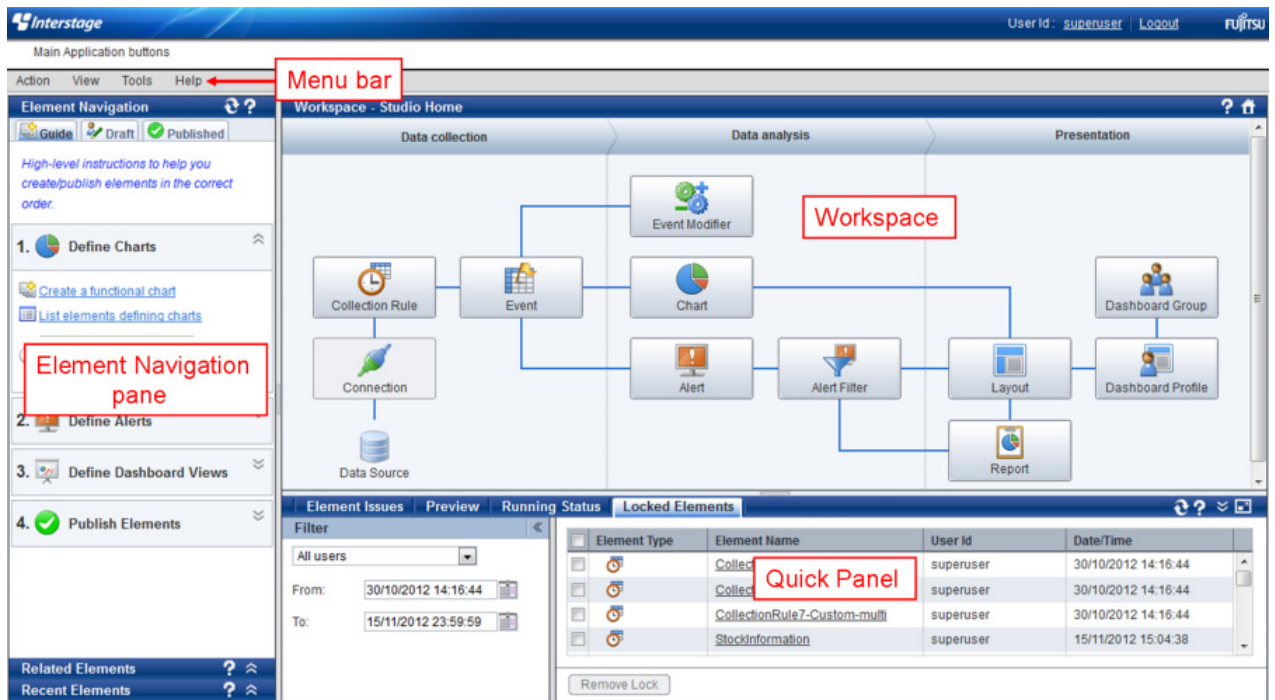 Interstage
User Id : superuser Logout
FUJITSU
Main Application buttons
Action View Tools Help
Menu bar
Element Navigation
Guide Draft Published
High-level instructions to help you
create/publish elements in the correct
order.
1. Define Charts
Create a functional chart
List elements defining charts
Element Navigation
pane
2. Define Alerts
3. Define Dashboard Views
4. Publish Elements
Related Elements
Recent Elements
Workspace - Studio Home
Data collection Data analysis Presentation
Event Modifier
Workspace
Collection Rule Event Chart Dashboard Group
Connection Alert Alert Filter Layout Dashboard Profile
Data Source Report
Element Issues Preview Running Status Locked Elements
Filter
All users
From: 30/10/2012 14:16:44
To: 15/11/2012 23:59:59
Element Type Element Name User Id Date/Time
superuser 30/10/2012 14:16:44
Quick Panel
superuser 30/10/2012 14:16:44
CollectionRule7-Custom-multi superuser 30/10/2012 14:16:44
StockInformation superuser 15/11/2012 15:04:38
Remove Lock